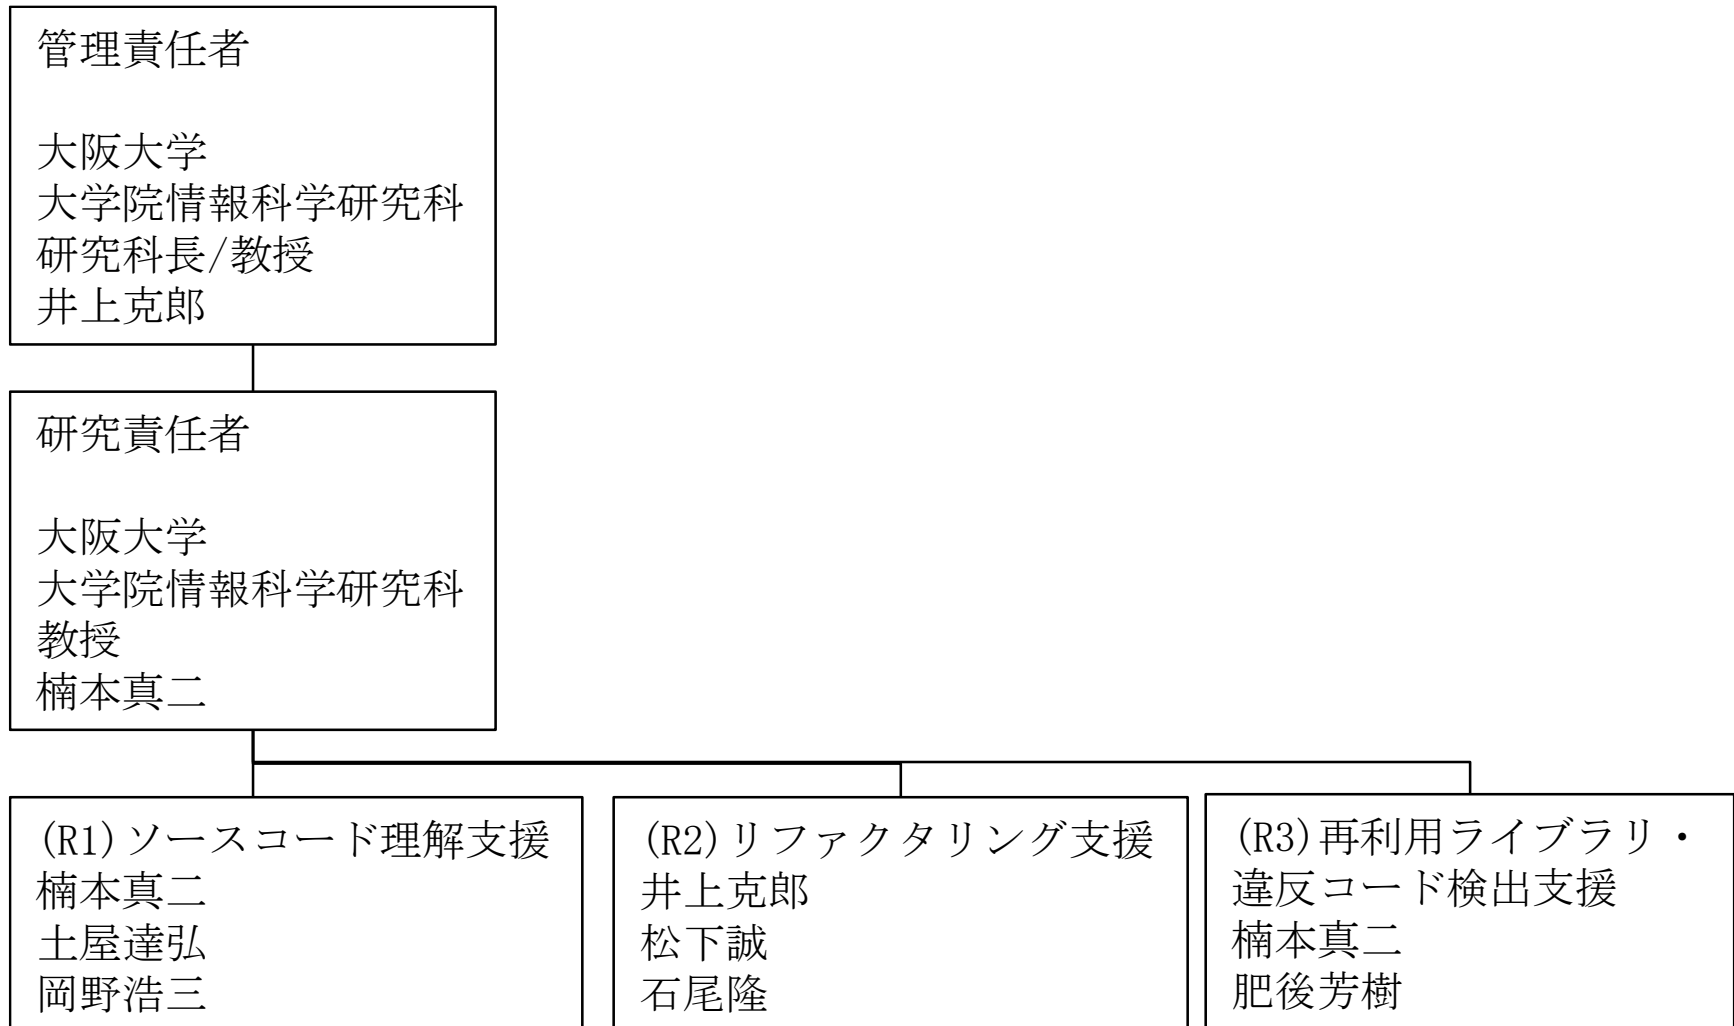 管理責任者
大阪大学
大学院情報科学研究科
研究科長/教授
井上克郎
研究責任者
大阪大学
大学院情報科学研究科
教授
楠本真二
(R1)ソースコード理解支援
楠本真二
土屋達弘
岡野浩三
(R2)リファクタリング支援
井上克郎
松下誠
石尾隆
(R3)再利用ライブラリ・
違反コード検出支援
楠本真二
肥後芳樹